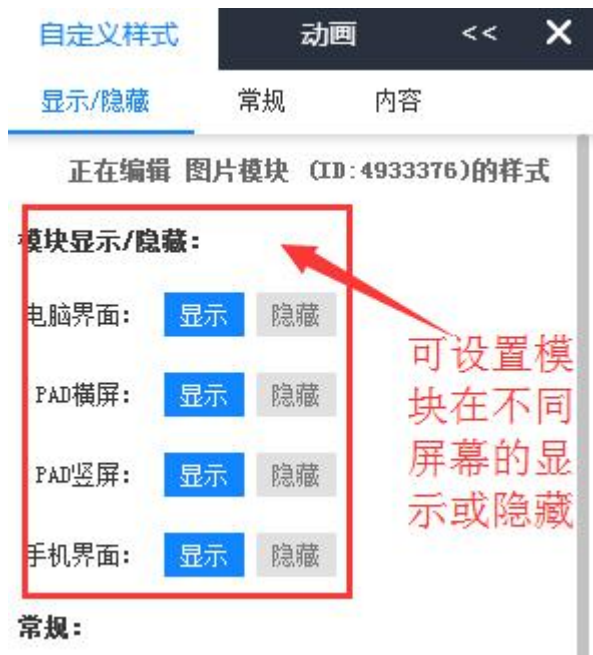 自定义样式 动画 << ×
显示/隐藏 常规 内容
正在编辑 图片模块 (ID:4933376)的样式
模块显示/隐藏:
电脑界面: 显示 隐藏
PAD横屏: 显示 隐藏
PAD竖屏: 显示 隐藏
手机界面: 显示 隐藏
可设置模
块在不同
屏幕的显
示或隐藏
常规: